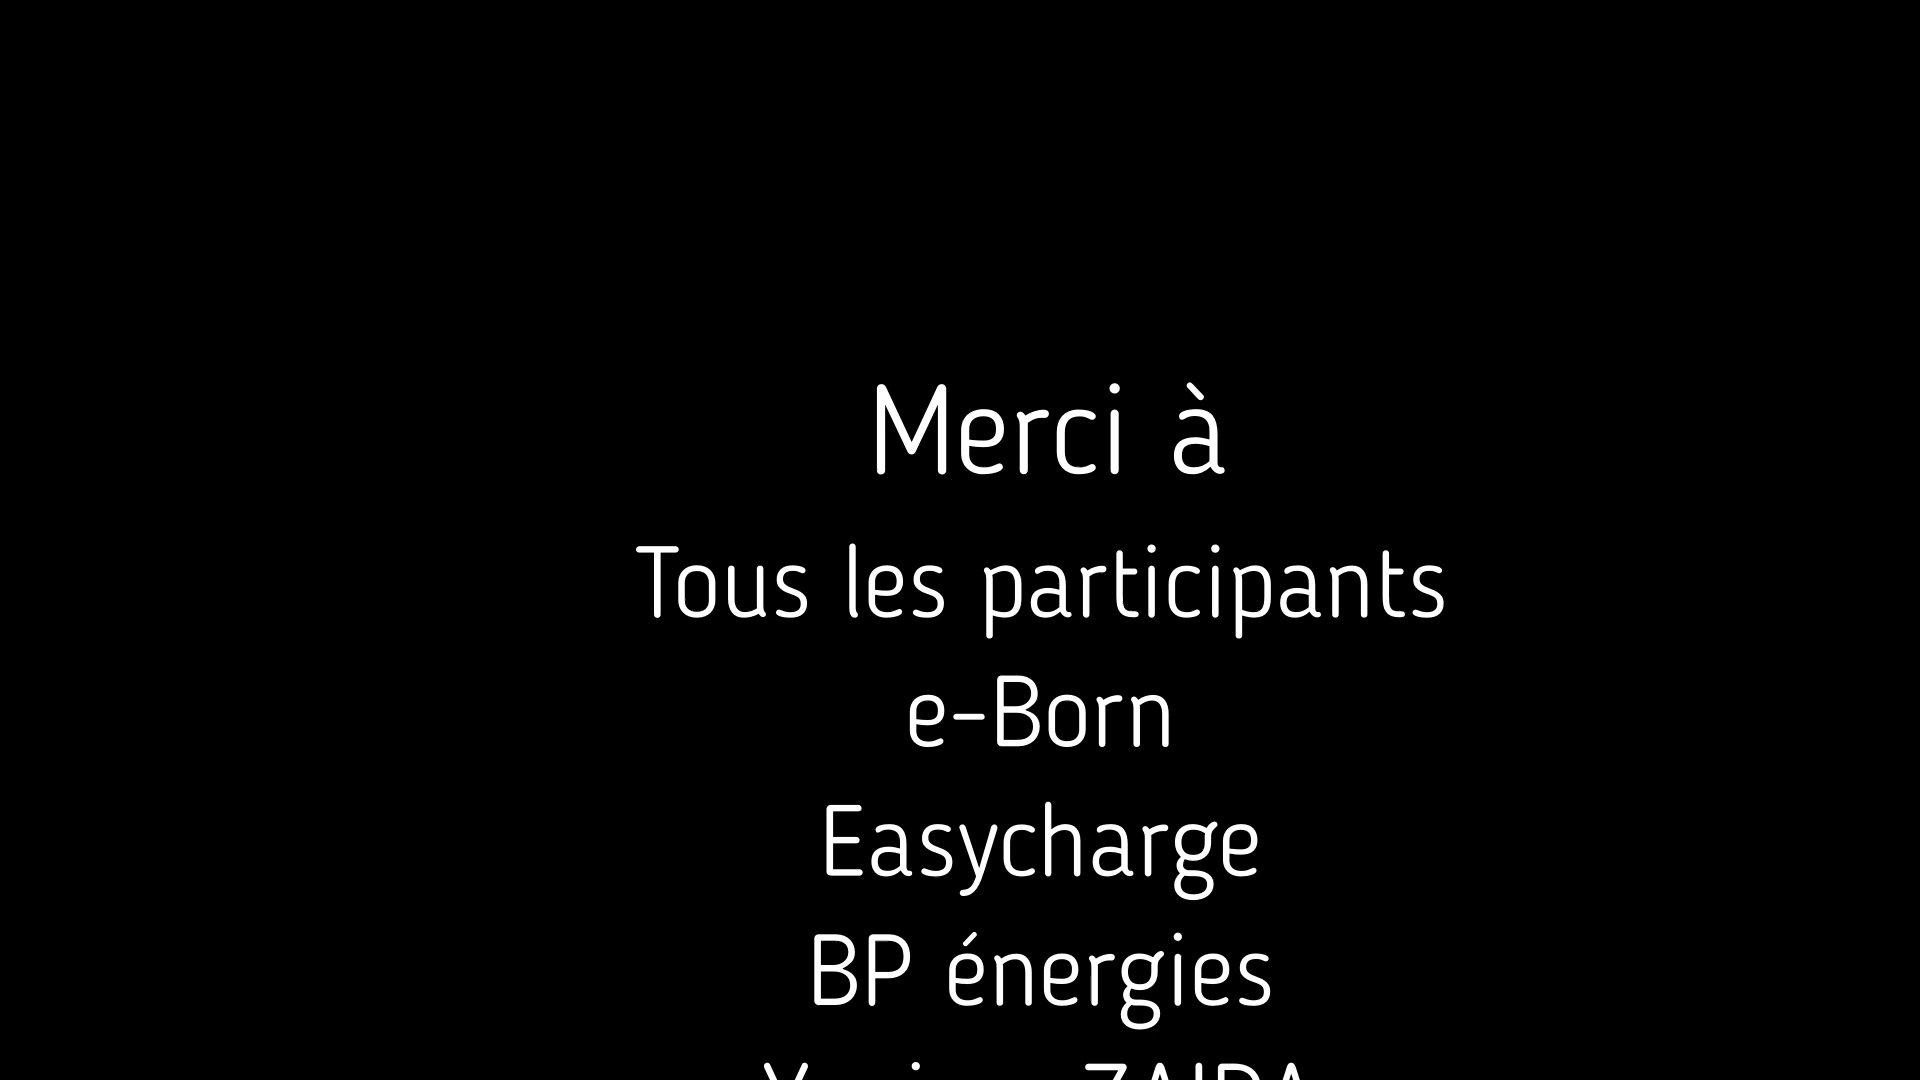 Merci à
Tous les participants
e-Born
Easycharge
BP énergies